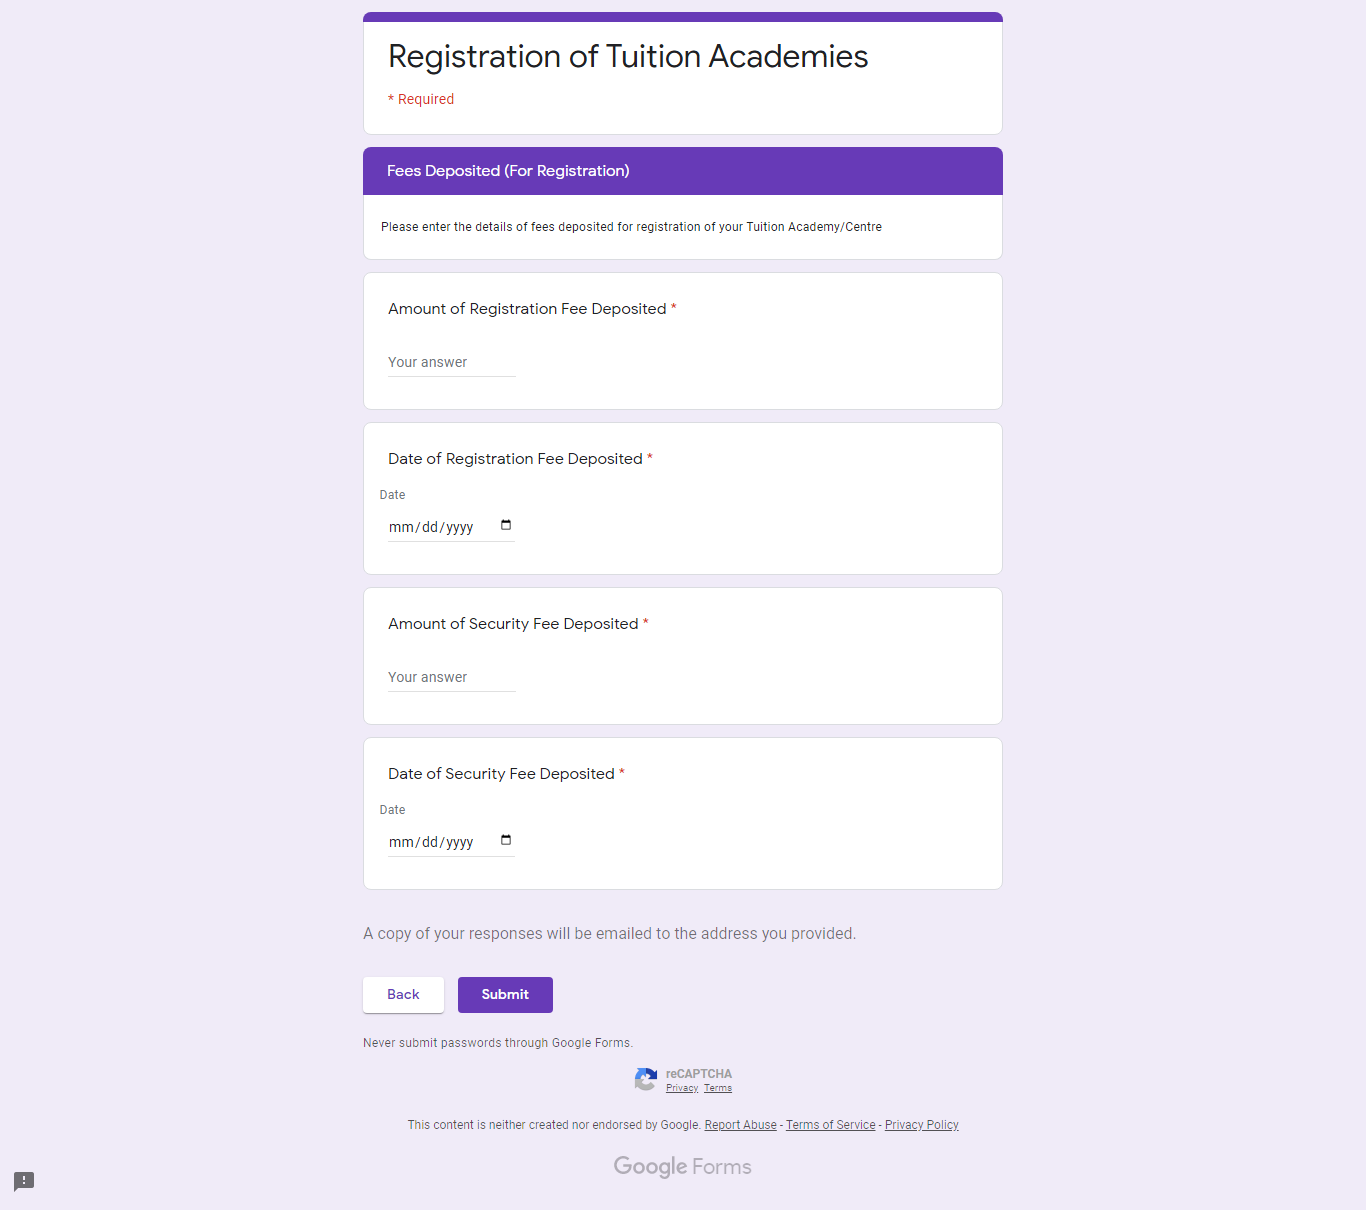 Registration of Tuition Academies
* Required
Fees Deposited (For Registration)
Please enter the details of fees deposited for registration of your Tuition Academy/Centre
Amount of Registration Fee Deposited *
Your answer
Date of Registration Fee Deposited *
Date
mm/dd/yyyy
Amount of Security Fee Deposited *
Your answer
Date of Security Fee Deposited *
Date
mm/dd/yyyy
A copy of your responses will be emailed to the address you provided.
Back Submit
Never submit passwords through Google Forms.
reCAPTCHA
Privacy Terms
This content is neither created nor endorsed by Google. Report Abuse - Terms of Service - Privacy Policy
Google Forms